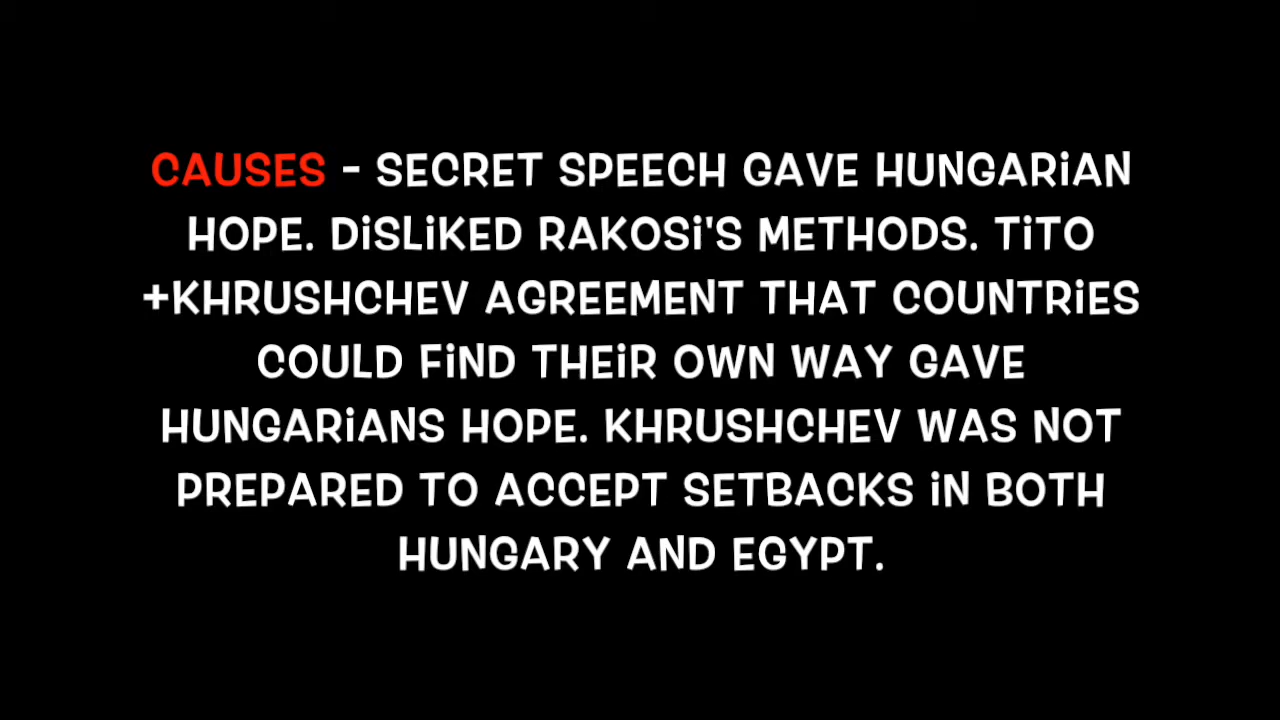 CAUSES - SECRET SPEECH GAVE HUNGARiAN
HOPE. DiSLiKED RAKOSi'S METHODS. TiTO
+KHRUSHCHEV AGREEMENT THAT COUNTRiES
COULD FiND THEiR OWN WAY GAVE
HUNGARiANS HOPE. KHRUSHCHEV WAS NOT
PREPARED TO ACCEPT SETBACKS iN BOTH
HUNGARY AND EGYPT.